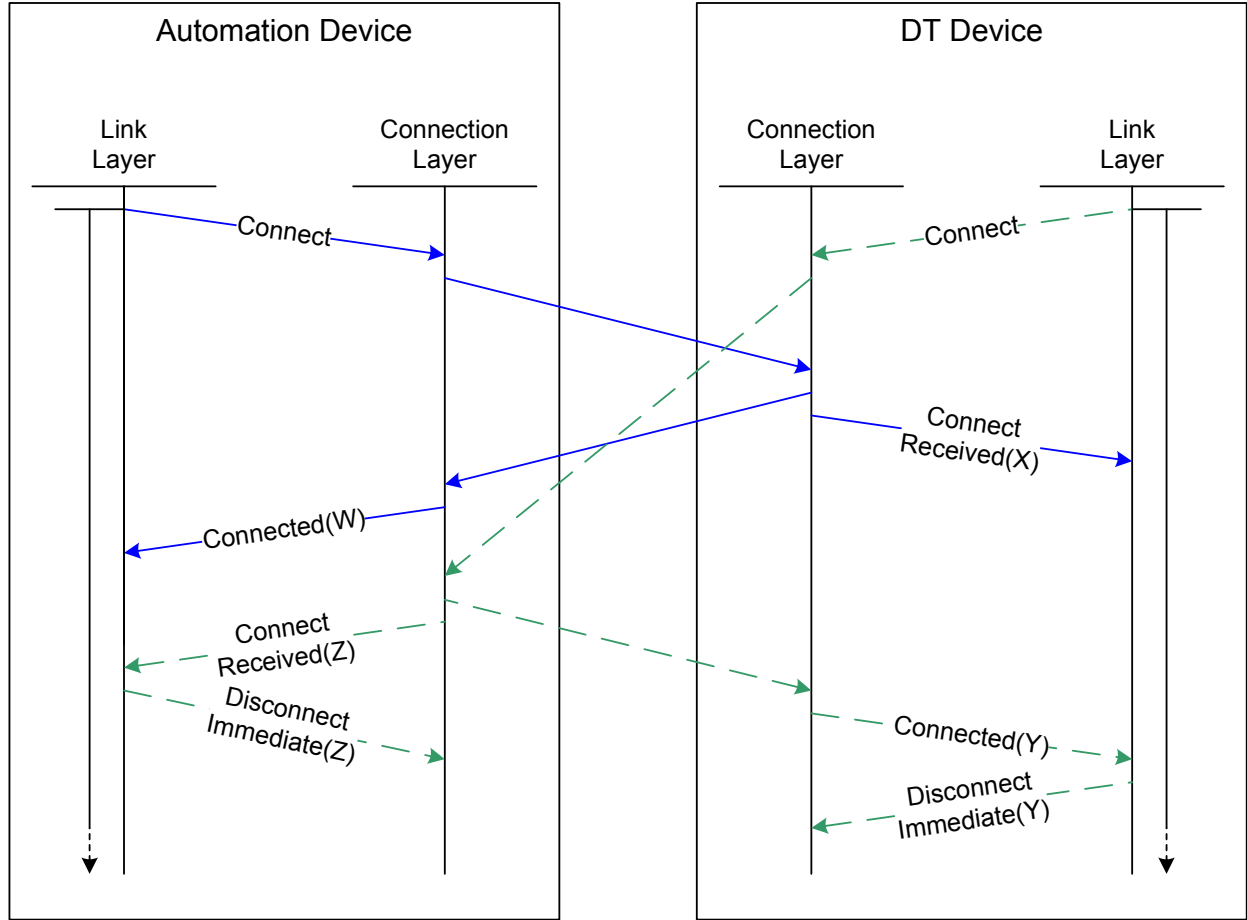 Automation Device
DT Device
Link
Layer
Connection
Layer
Connection
Layer
Link
Layer
Connect
Connect
Connect
Received(X)
Connected(W)
Connect
Received(Z)
Disconnect
Immediate(Z)
Connected(Y)
Disconnect
Immediate(Y)